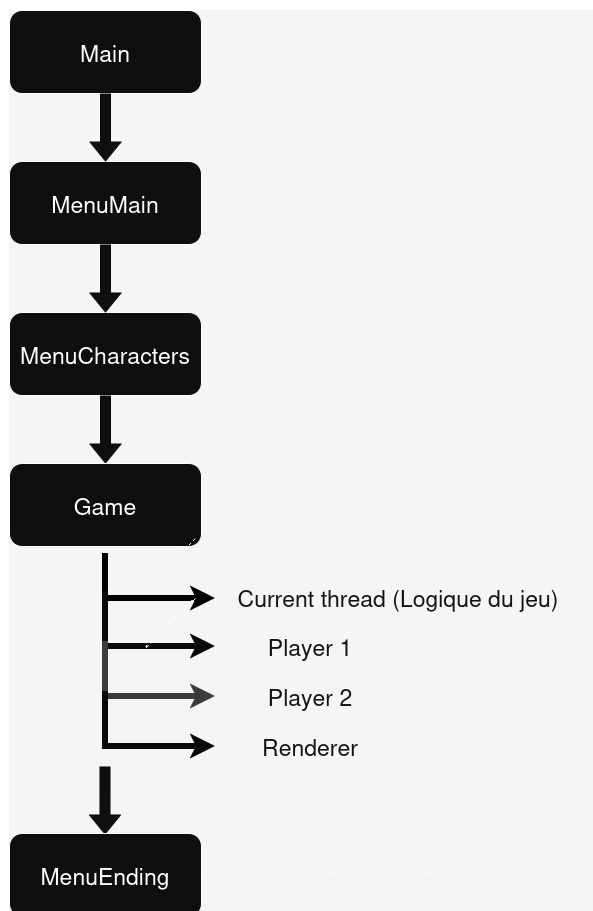 Main
MenuMain
MenuCharacters
Game
Current thread (Logique du jeu)
Player 1
Player 2
Renderer
MenuEnding